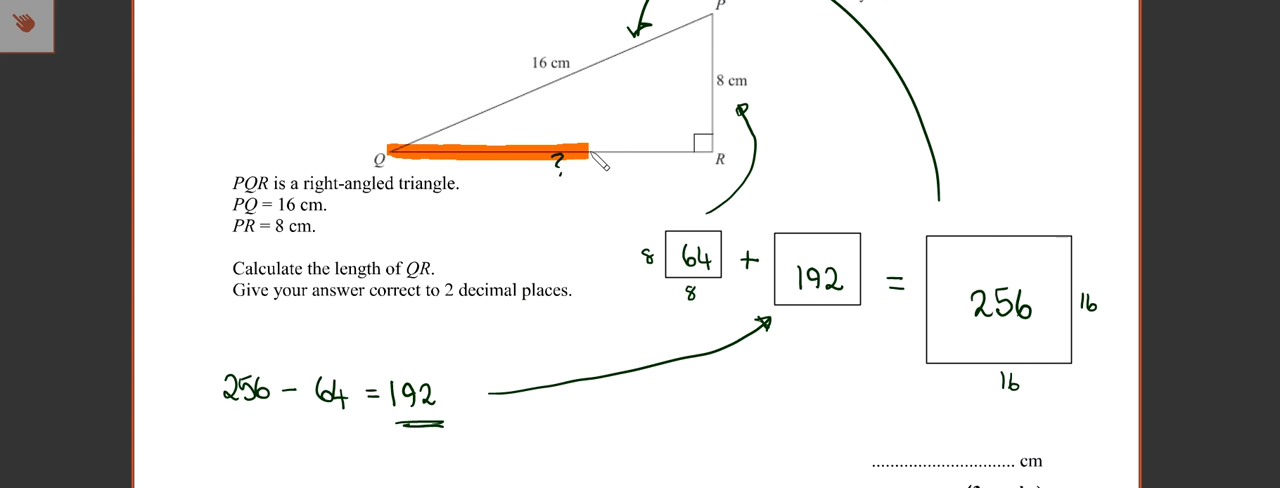 P
16 cm
8 cm
Q
?
R
PQR is a right-angled triangle.
PQ = 16 cm.
PR = 8 cm.
8 64 + 192 = 256 16
8
16
Calculate the length of QR.
Give your answer correct to 2 decimal places.
256 - 64 = 192
.............................. cm